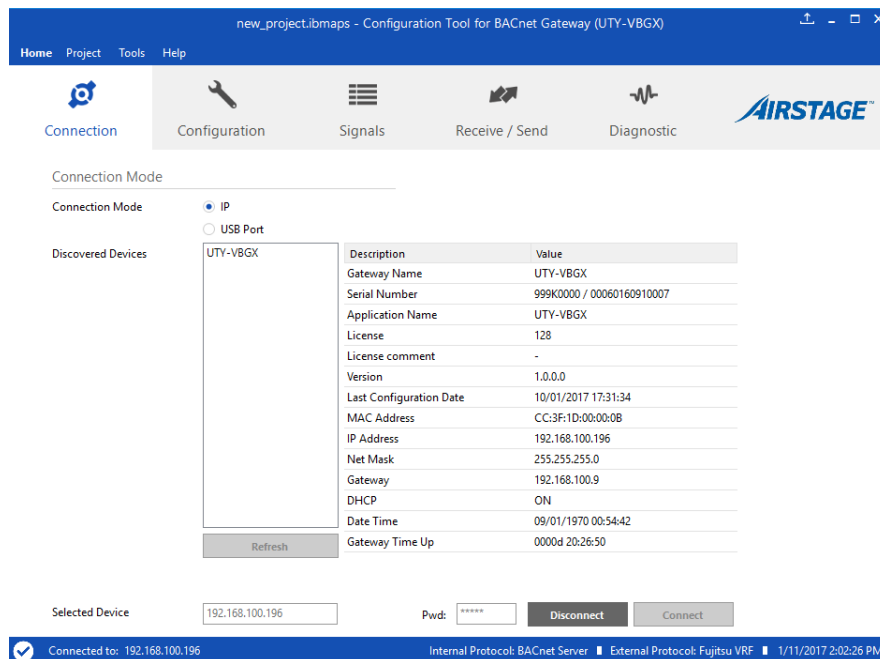 new_project.ibmaps - Configuration Tool for BACnet Gateway (UTY-VBGX)
Home Project Tools Help
Connection Configuration Signals Receive / Send Diagnostic AIRSTAGE™
Connection Mode
Connection Mode IP
USB Port
Discovered Devices UTY-VBGX Description Value
Gateway Name UTY-VBGX
Serial Number 999K0000 / 00060160910007
Application Name UTY-VBGX
License 128
License comment -
Version 1.0.0.0
Last Configuration Date 10/01/2017 17:31:34
MAC Address CC:3F:1D:00:00:0B
IP Address 192.168.100.196
Net Mask 255.255.255.0
Gateway 192.168.100.9
DHCP ON
Date Time 09/01/1970 00:54:42
Gateway Time Up 0000d 20:26:50
Refresh
Selected Device 192.168.100.196 Pwd: ***** Disconnect Connect
Connected to: 192.168.100.196 Internal Protocol: BACnet Server External Protocol: Fujitsu VRF 1/11/2017 2:02:26 PM